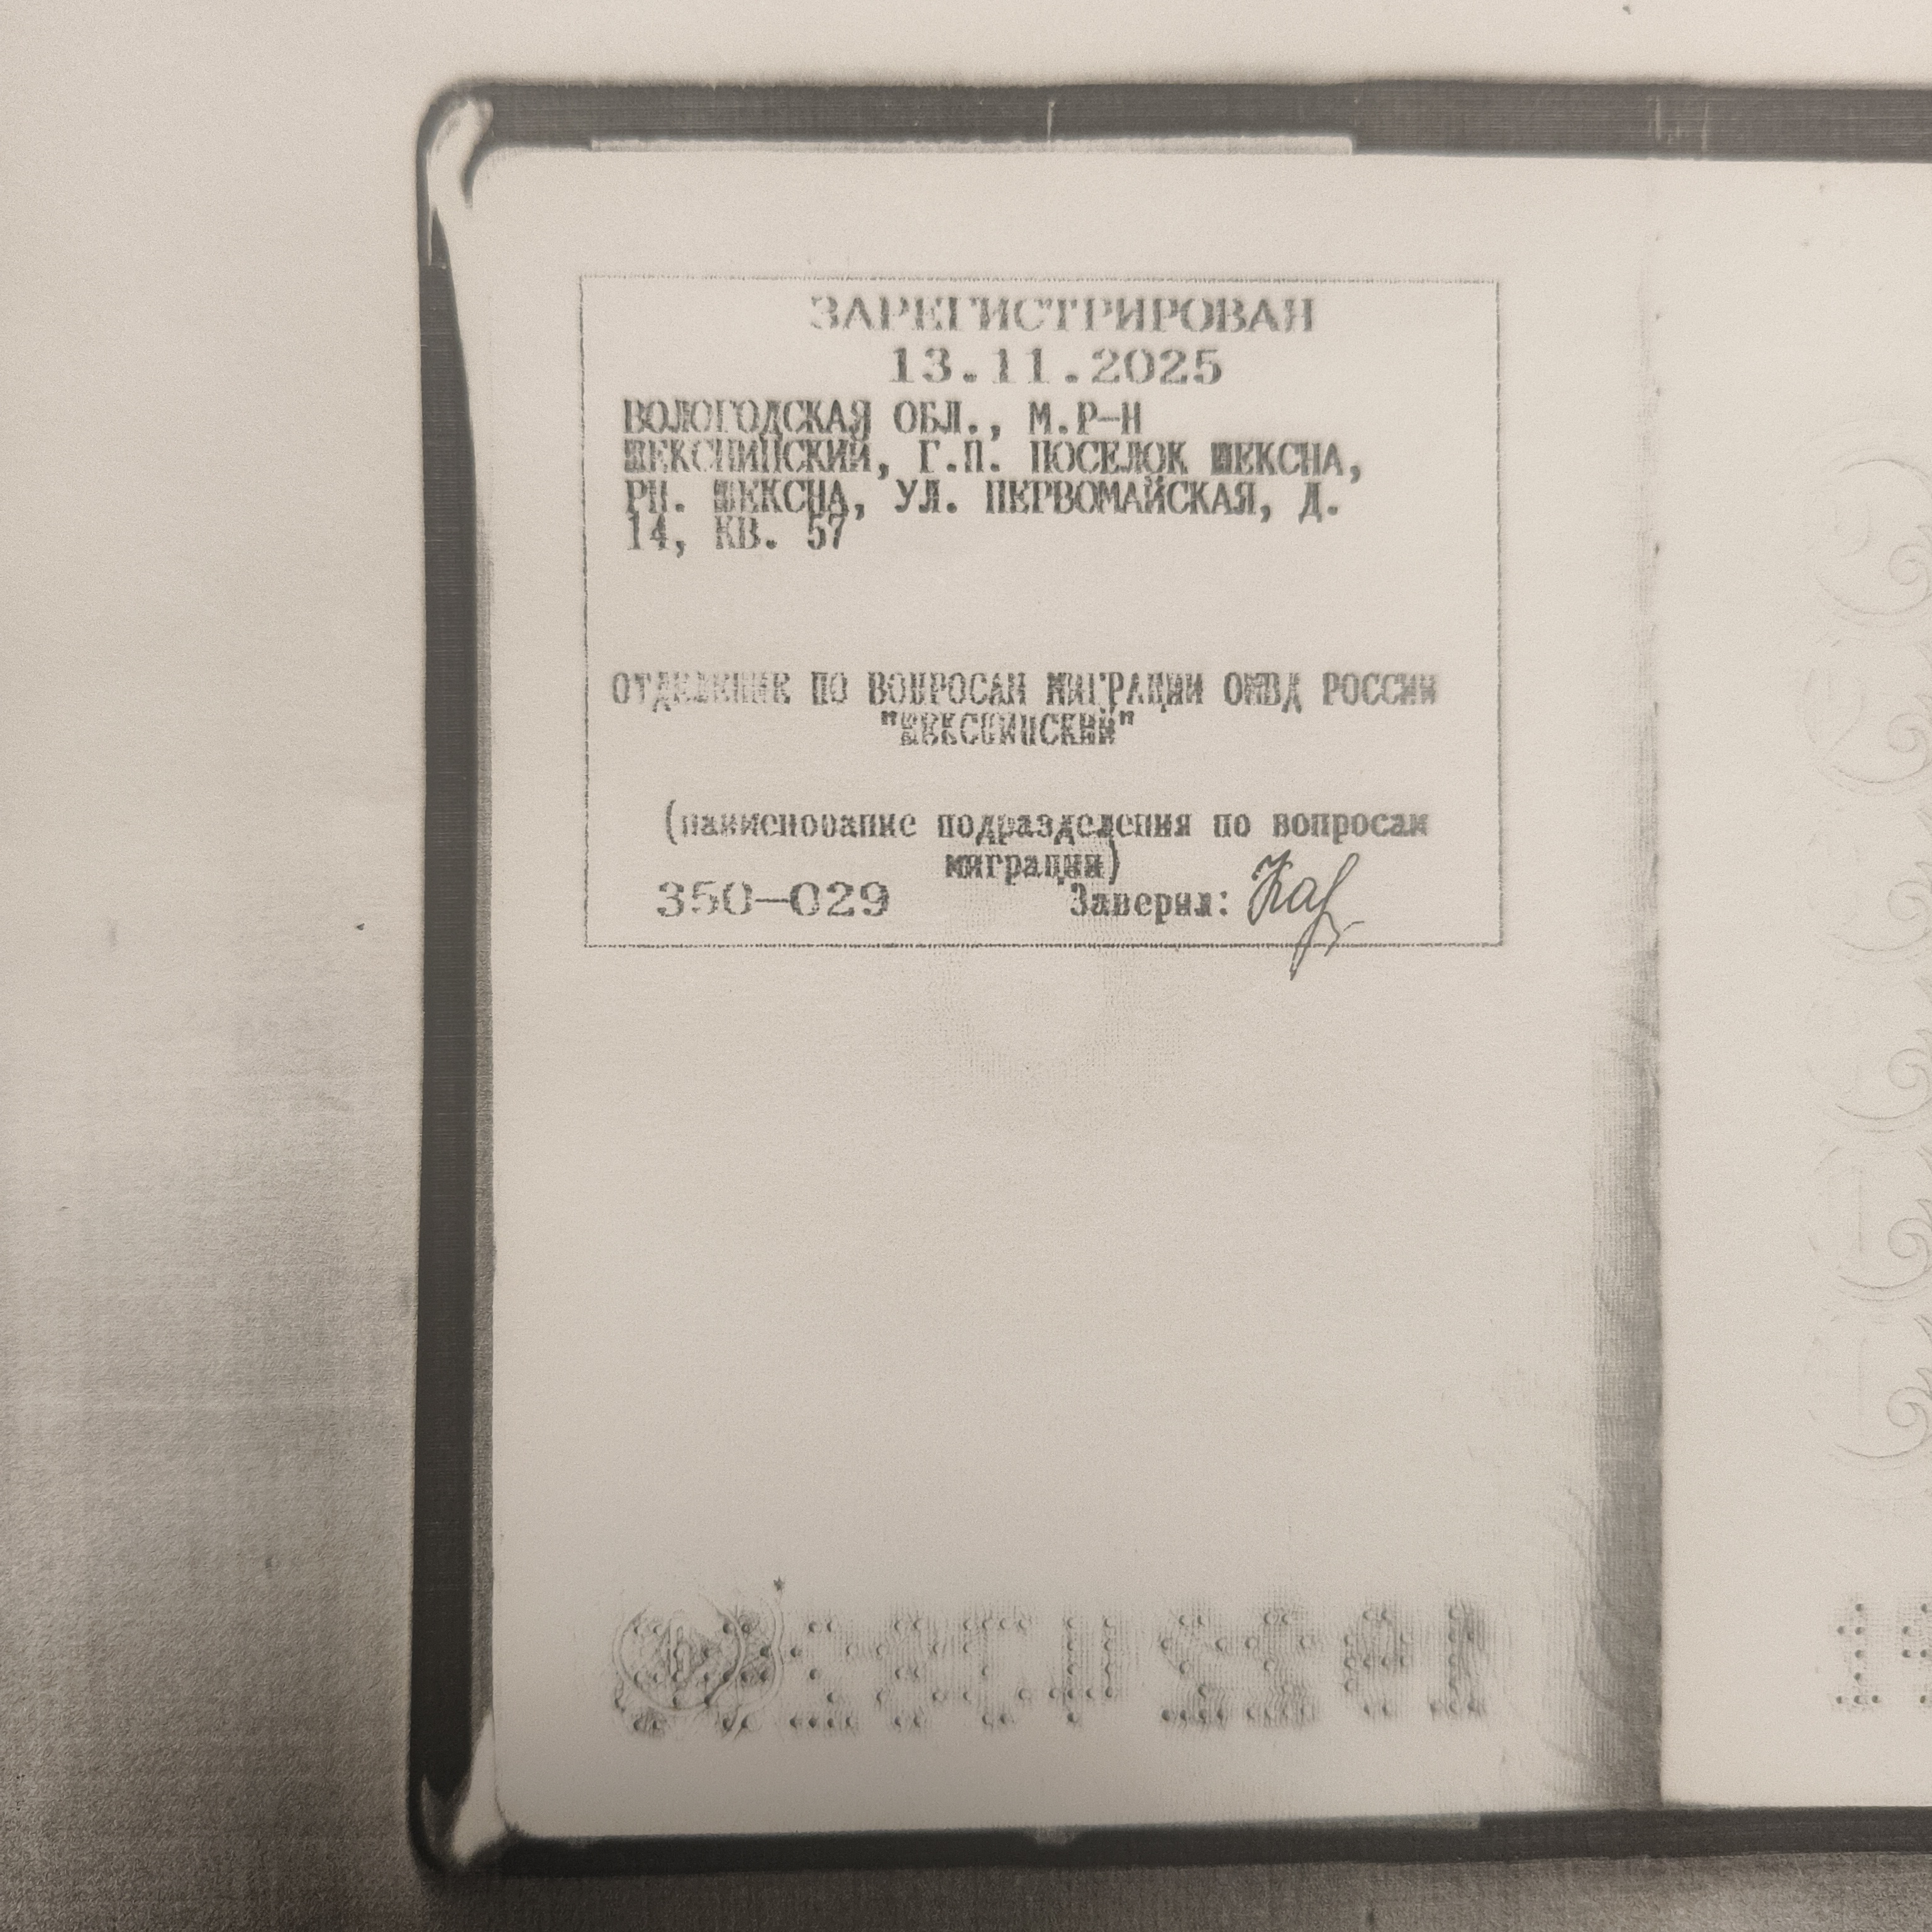 ЗАРЕГИСТРИРОВАН
13.11.2025
ВОЛОГОДСКАЯ ОБЛ., М.Р-Н
ШЕКСНИНСКИЙ, Г.П. ПОСЕЛОК ШЕКСНА,
РП. ШЕКСНА, УЛ. ПЕРВОМАЙСКАЯ, Д.
14, КВ. 57
ОТДЕЛЕНИЕ ПО ВОПРОСАМ МИГРАЦИИ ОМВД РОССИИ
"ШЕКСНИНСКИЙ"
(наименование подразделения по вопросам
миграции)
350-029 Заверил: